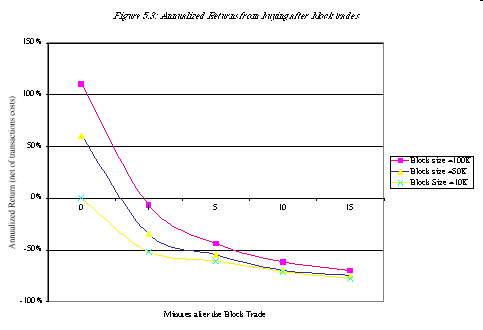 Figure 5.3: Annualized Returns from buying after block trades
150%
100%
50%
0%
-50%
-100%
0
1
5
10
15
Annualized Return (net of transactions costs)
Minutes after the Block Trade
Block size =100K
Block size =50K
Block Size =10K